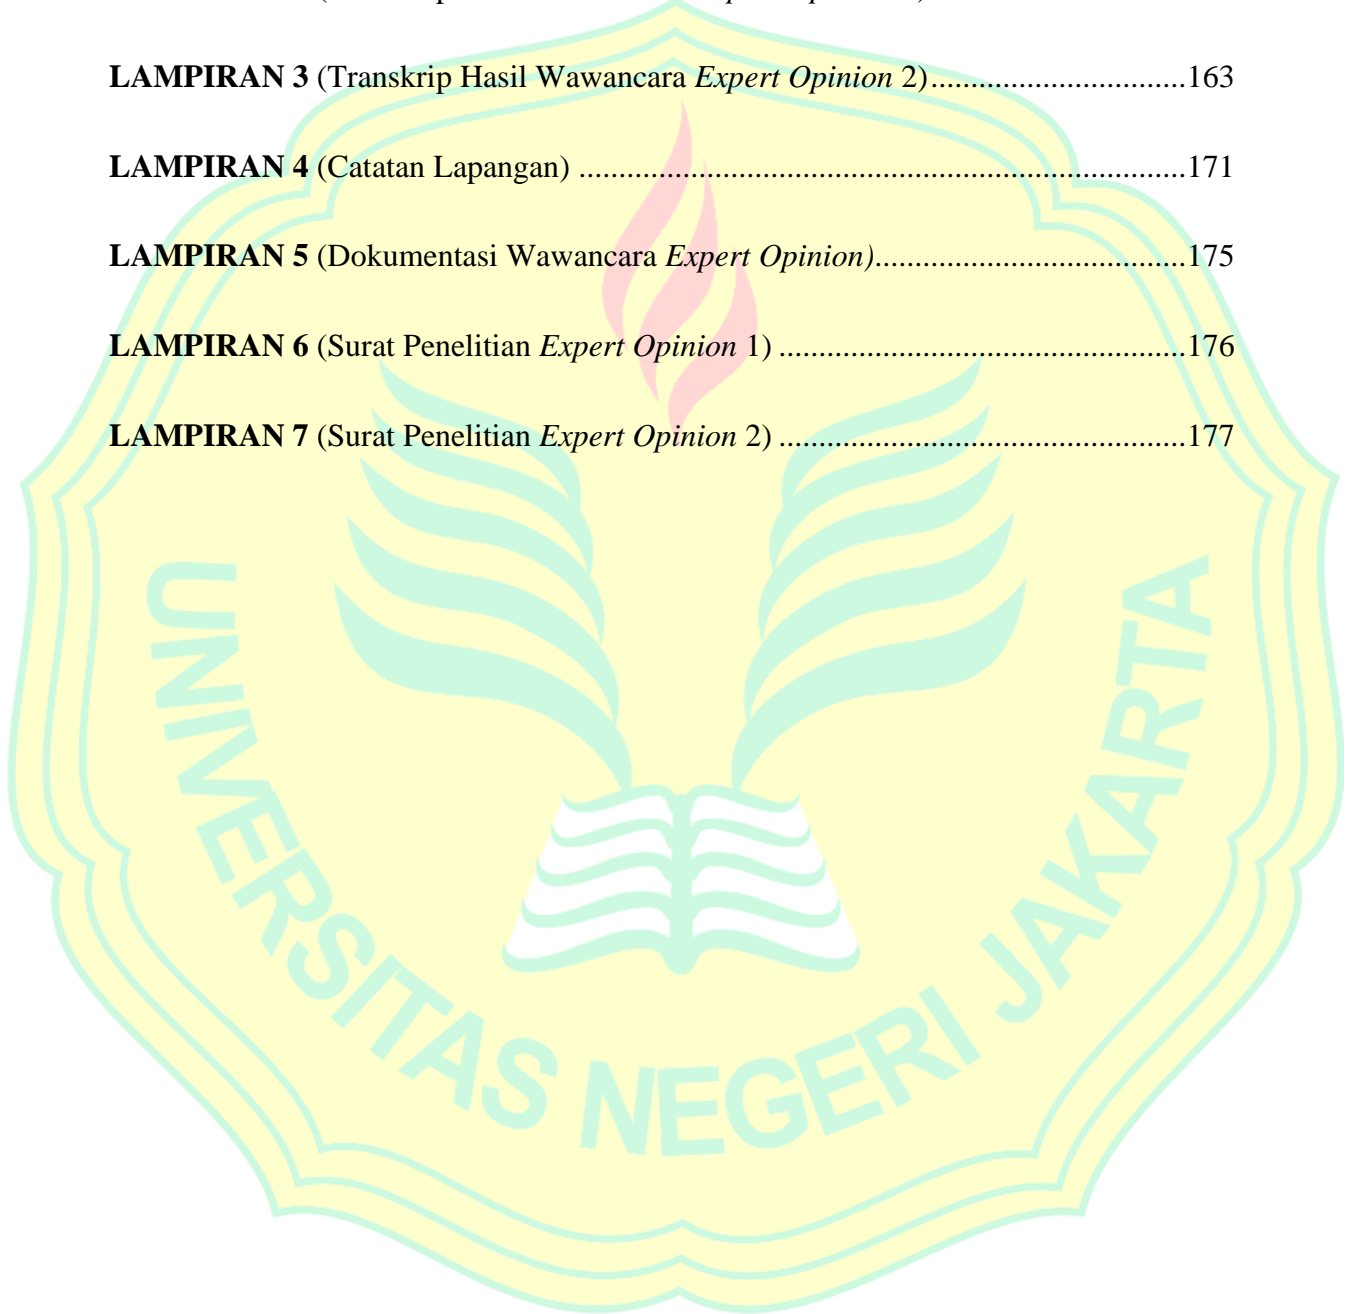 LAMPIRAN 3 (Transkrip Hasil Wawancara Expert Opinion 2)................................163
LAMPIRAN 4 (Catatan Lapangan) ............................................................................171
LAMPIRAN 5 (Dokumentasi Wawancara Expert Opinion).......................................175
LAMPIRAN 6 (Surat Penelitian Expert Opinion 1) ...................................................176
LAMPIRAN 7 (Surat Penelitian Expert Opinion 2) ...................................................177
UNIVERSITAS NEGERI JAKARTA